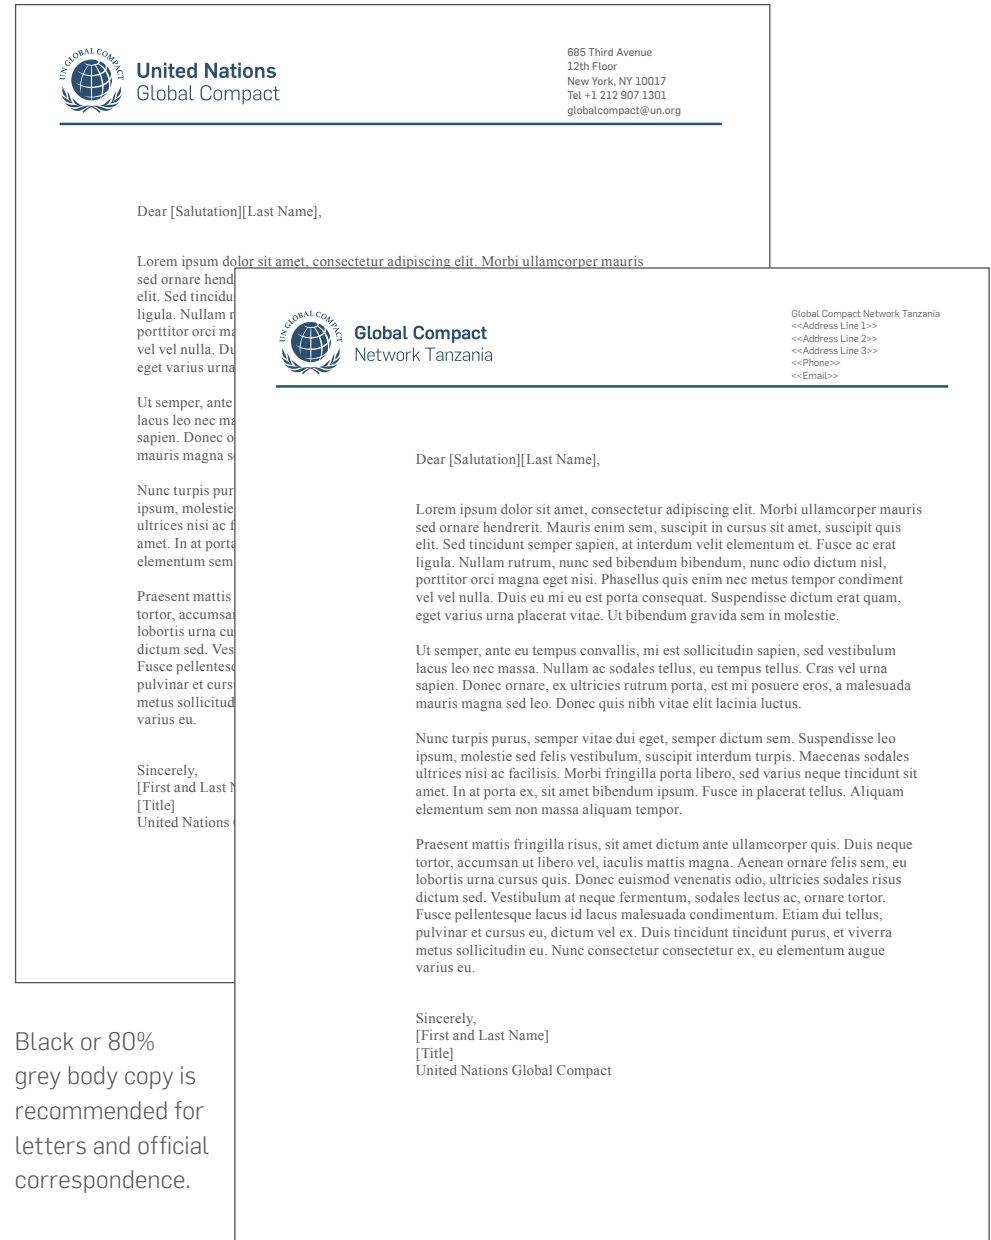 UN GLOBAL COMPACT
United Nations
Global Compact
685 Third Avenue
12th Floor
New York, NY 10017
Tel +1 212 907 1301
globalcompact@un.org
Dear [Salutation][Last Name],
Lorem ipsum dolor sit amet, consectetur adipiscing elit. Morbi ullamcorper mauris
sed ornare hend
elit. Sed tincidu
ligula. Nullam r
porttitor orci ma
vel vel nulla. Du
eget varius urna
Ut semper, ante
lacus leo nec ma
sapien. Donec o
mauris magna s
Nunc turpis pur
ipsum, molestie
ultrices nisi ac f
amet. In at porta
elementum sem
Praesent mattis
tortor, accumsa
lobortis urna cu
dictum sed. Ves
Fusce pellentesq
pulvinar et curs
metus sollicitud
varius eu.
Sincerely,
[First and Last N
[Title]
United Nations
UN GLOBAL COMPACT
Global Compact
Network Tanzania
Global Compact Network Tanzania
<<Address Line 1>>
<<Address Line 2>>
<<Address Line 3>>
<<Phone>>
<<Email>>
Dear [Salutation][Last Name],
Lorem ipsum dolor sit amet, consectetur adipiscing elit. Morbi ullamcorper mauris
sed ornare hendrerit. Mauris enim sem, suscipit in cursus sit amet, suscipit quis
elit. Sed tincidunt semper sapien, at interdum velit elementum et. Fusce ac erat
ligula. Nullam rutrum, nunc sed bibendum bibendum, nunc odio dictum nisl,
porttitor orci magna eget nisi. Phasellus quis enim nec metus tempor condiment
vel vel nulla. Duis eu mi eu est porta consequat. Suspendisse dictum erat quam,
eget varius urna placerat vitae. Ut bibendum gravida sem in molestie.
Ut semper, ante eu tempus convallis, mi est sollicitudin sapien, sed vestibulum
lacus leo nec massa. Nullam ac sodales tellus, eu tempus tellus. Cras vel urna
sapien. Donec ornare, ex ultricies rutrum porta, est mi posuere eros, a malesuada
mauris magna sed leo. Donec quis nibh vitae elit lacinia luctus.
Nunc turpis purus, semper vitae dui eget, semper dictum sem. Suspendisse leo
ipsum, molestie sed felis vestibulum, suscipit interdum turpis. Maecenas sodales
ultrices nisi ac facilisis. Morbi fringilla porta libero, sed varius neque tincidunt sit
amet. In at porta ex, sit amet bibendum ipsum. Fusce in placerat tellus. Aliquam
elementum sem non massa aliquam tempor.
Praesent mattis fringilla risus, sit amet dictum ante ullamcorper quis. Duis neque
tortor, accumsan ut libero vel, iaculis mattis magna. Aenean ornare felis sem, eu
lobortis urna cursus quis. Donec euismod venenatis odio, ultricies sodales risus
dictum sed. Vestibulum at neque fermentum, sodales lectus ac, ornare tortor.
Fusce pellentesque lacus id lacus malesuada condimentum. Etiam dui tellus,
pulvinar et cursus eu, dictum vel ex. Duis tincidunt tincidunt purus, et viverra
metus sollicitudin eu. Nunc consectetur consectetur ex, eu elementum augue
varius eu.
Sincerely,
[First and Last Name]
[Title]
United Nations Global Compact
Black or 80%
grey body copy is
recommended for
letters and official
correspondence.